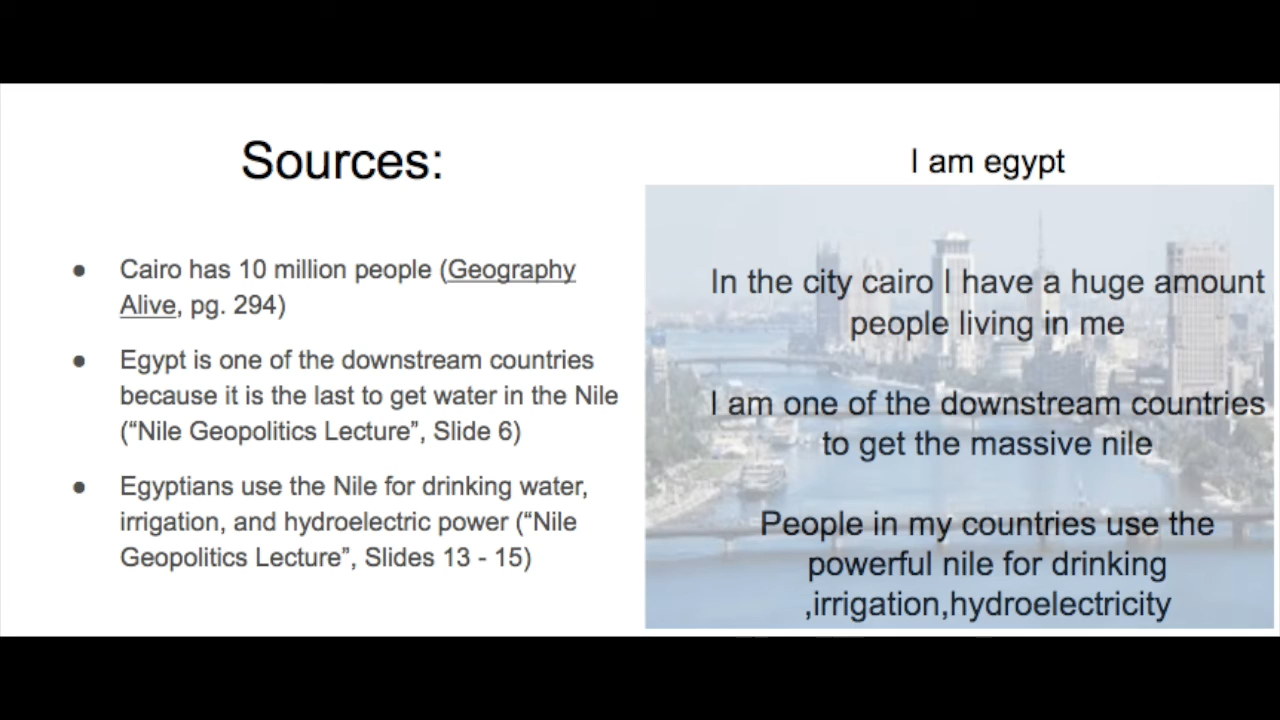 Sources:
● Cairo has 10 million people (Geography
Alive, pg. 294)
● Egypt is one of the downstream countries
because it is the last to get water in the Nile
(“Nile Geopolitics Lecture”, Slide 6)
● Egyptians use the Nile for drinking water,
irrigation, and hydroelectric power (“Nile
Geopolitics Lecture”, Slides 13 - 15)
I am egypt
In the city cairo I have a huge amount
people living in me
I am one of the downstream countries
to get the massive nile
People in my countries use the
powerful nile for drinking
,irrigation,hydroelectricity